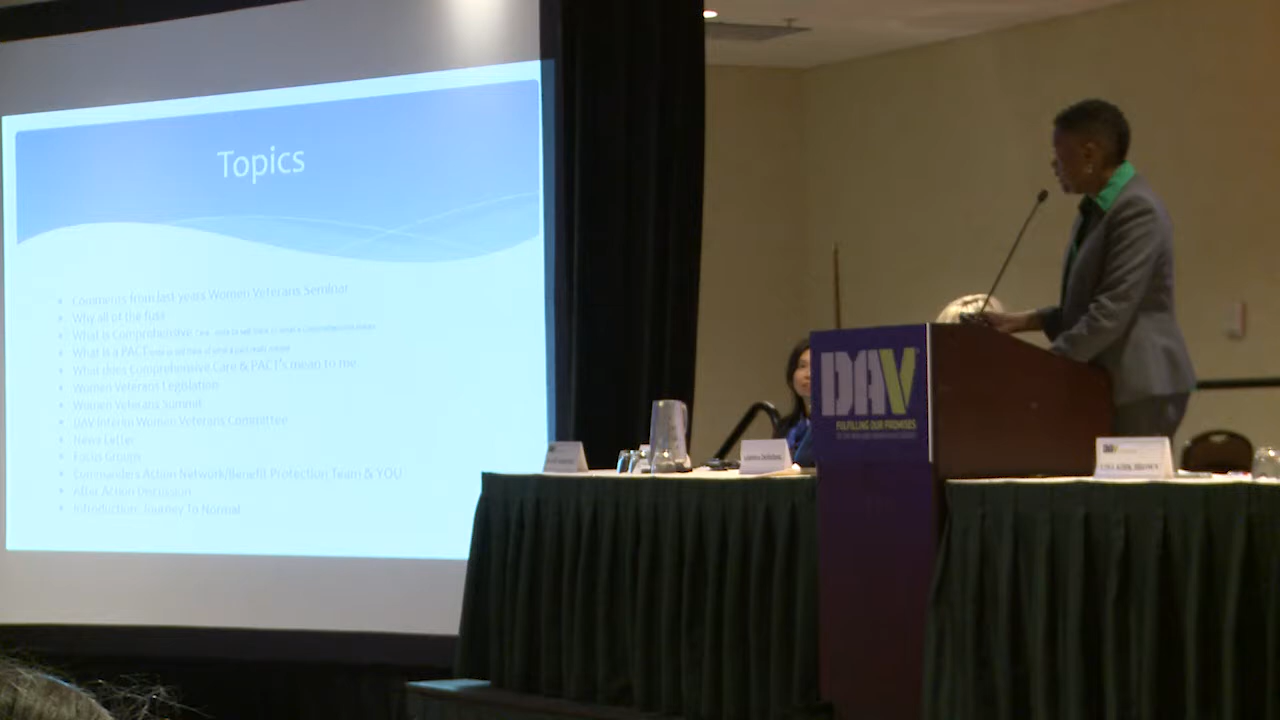 Topics
Comments from last years Women Veterans Seminar
Why all of the fuss
What is Comprehensive
What is a PACT
What does Comprehensive Care & PACT's mean to me
Women Veterans Legislation
Women Veterans Summit
DAV Interim Women Veterans Committee
News Letter
Focus Groups
Commanders Action Network/Benefit Protection Team & YOU
After Action Discussion
Introduction: Journey To Normal
DAV
FULFILLING OUR PROMISES